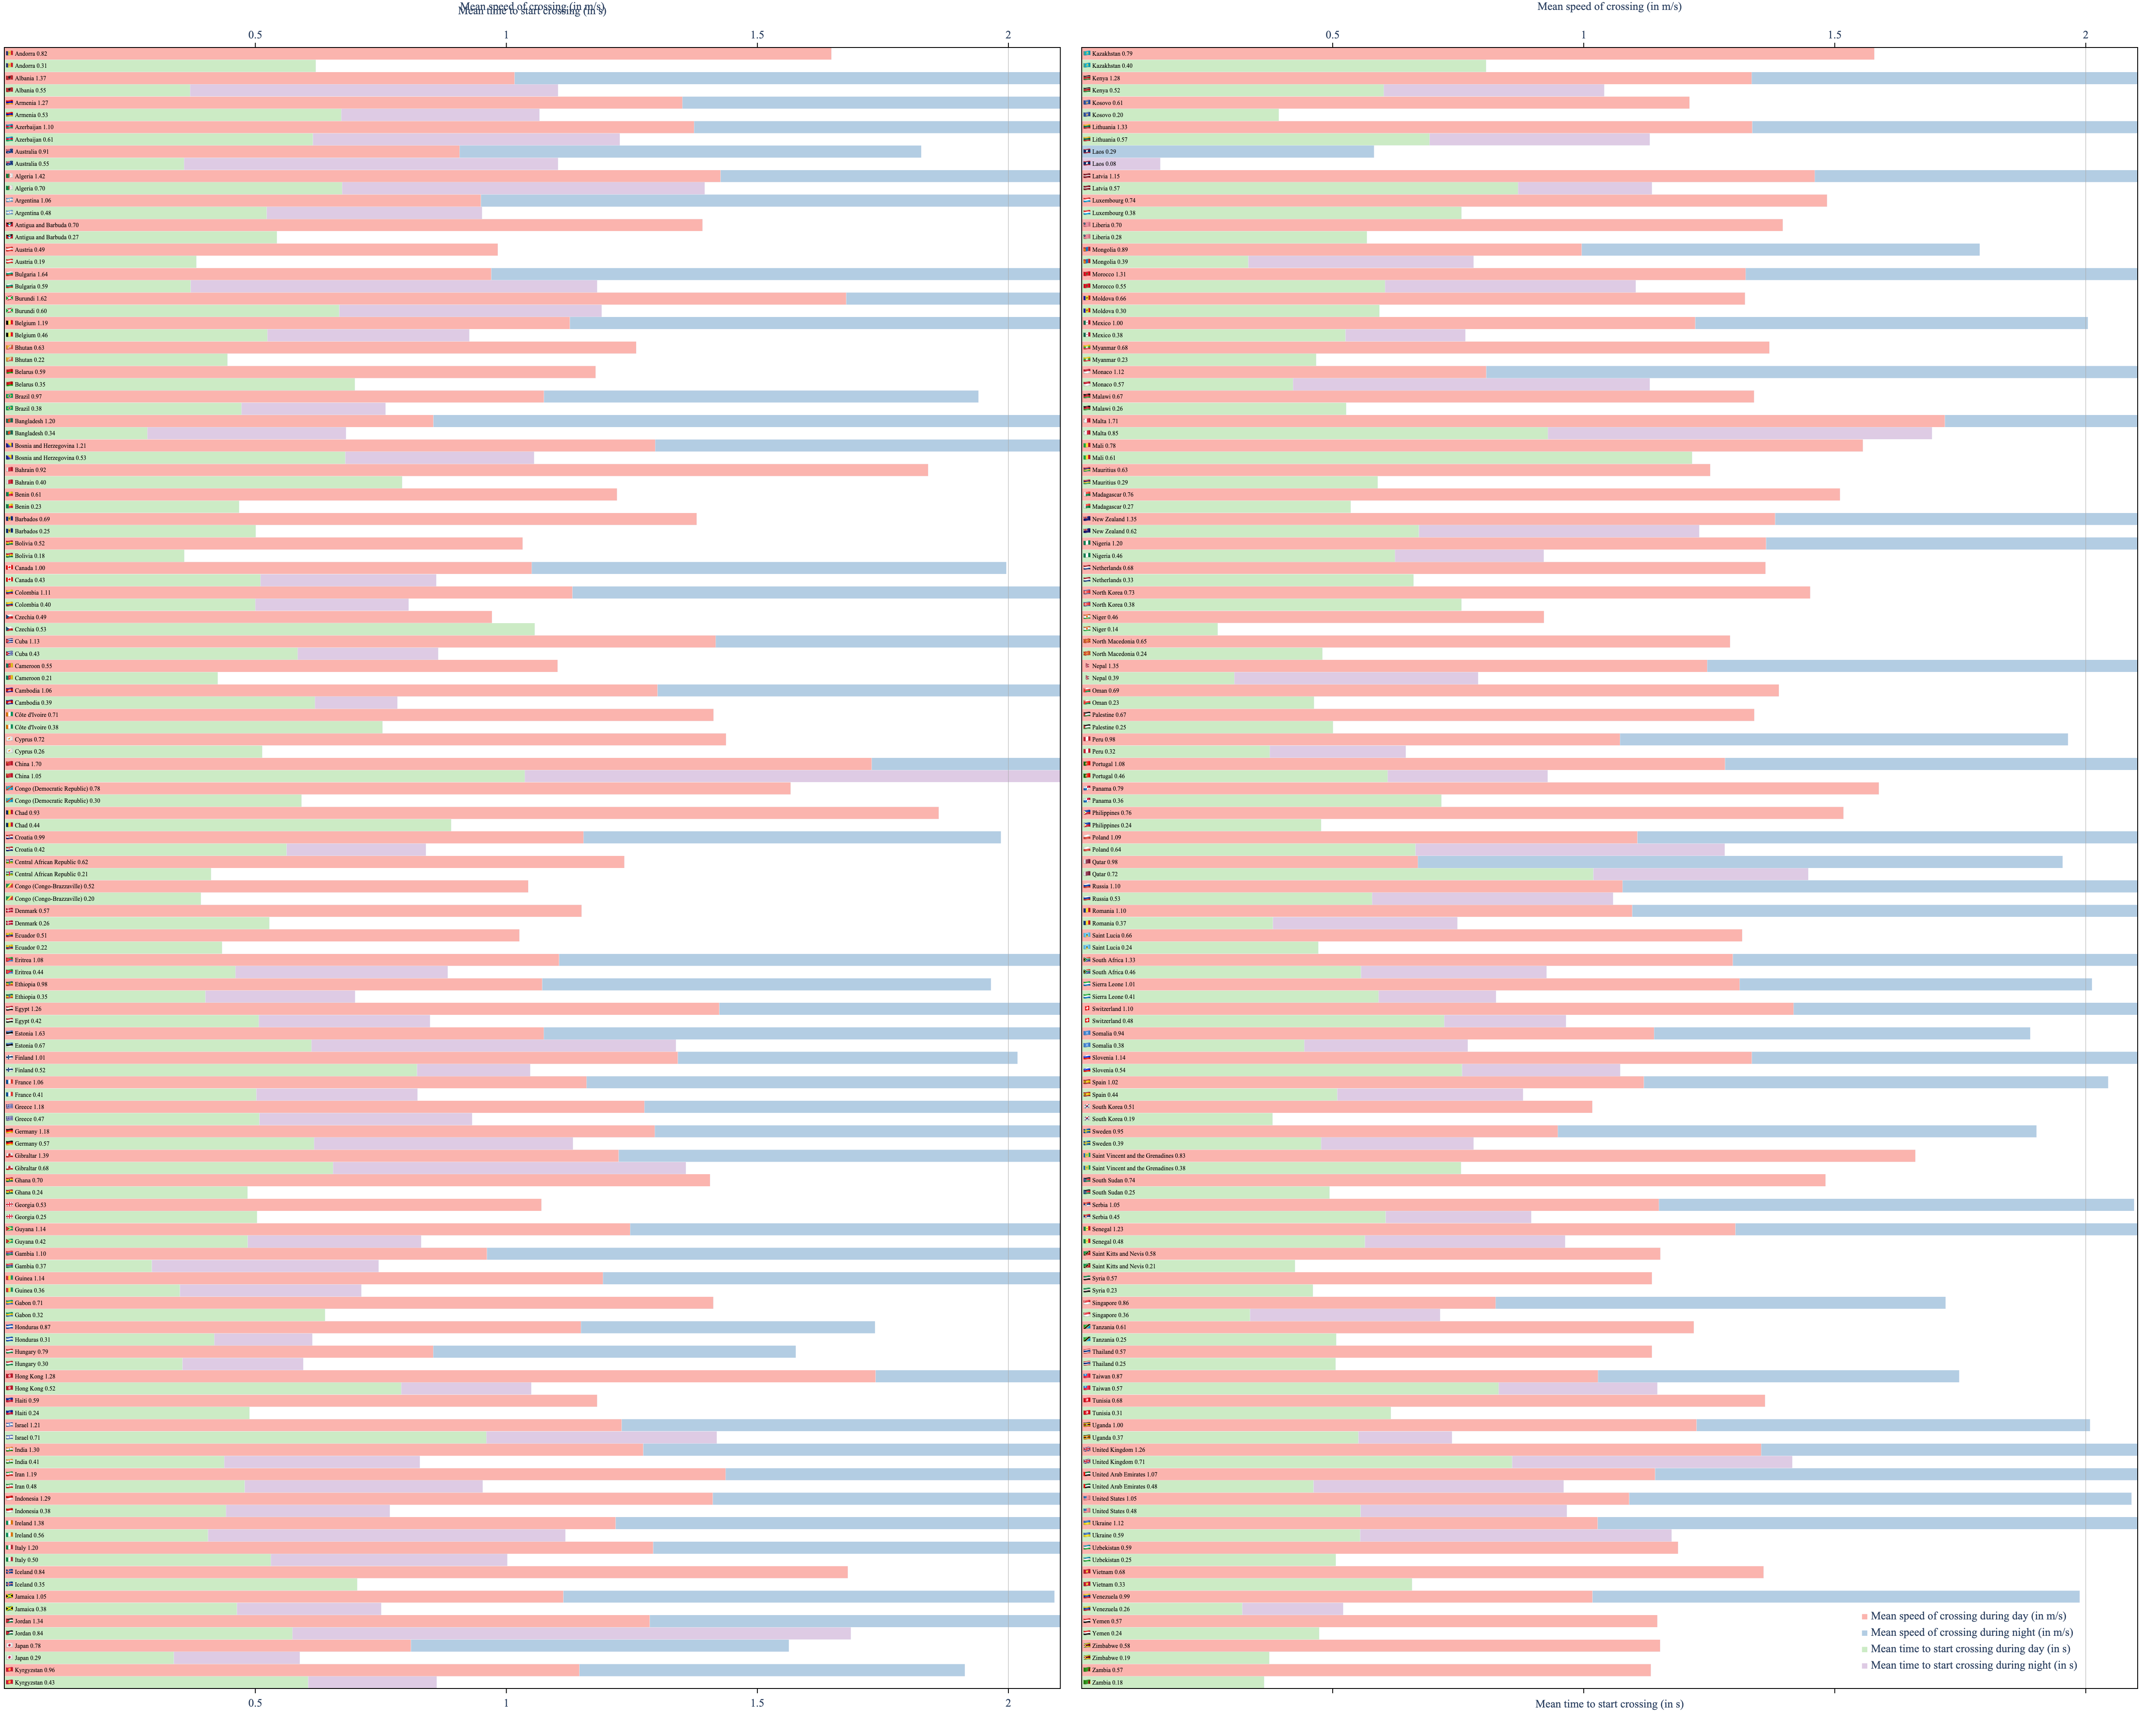 Mean speed of crossing (in m/s)
Mean time to start crossing (in s)
0.5 1 1.5 2
Andorra 0.82
Andorra 0.31
Albania 1.37
Albania 0.55
Armenia 1.27
Armenia 0.53
Azerbaijan 1.10
Azerbaijan 0.61
Australia 0.91
Australia 0.55
Algeria 1.42
Algeria 0.70
Argentina 1.06
Argentina 0.48
Antigua and Barbuda 0.70
Antigua and Barbuda 0.27
Austria 0.49
Austria 0.19
Bulgaria 1.64
Bulgaria 0.59
Burundi 1.62
Burundi 0.60
Belgium 1.19
Belgium 0.46
Bhutan 0.63
Bhutan 0.22
Belarus 0.59
Belarus 0.35
Brazil 0.97
Brazil 0.38
Bangladesh 1.20
Bangladesh 0.34
Bosnia and Herzegovina 1.21
Bosnia and Herzegovina 0.53
Bahrain 0.92
Bahrain 0.40
Benin 0.61
Benin 0.23
Barbados 0.69
Barbados 0.25
Bolivia 0.52
Bolivia 0.18
Canada 1.00
Canada 0.43
Colombia 1.11
Colombia 0.40
Czechia 0.49
Czechia 0.53
Cuba 1.13
Cuba 0.43
Cameroon 0.55
Cameroon 0.21
Cambodia 1.06
Cambodia 0.39
Côte d'Ivoire 0.71
Côte d'Ivoire 0.38
Cyprus 0.72
Cyprus 0.26
China 1.70
China 1.05
Congo (Democratic Republic) 0.78
Congo (Democratic Republic) 0.30
Chad 0.93
Chad 0.44
Croatia 0.99
Croatia 0.42
Central African Republic 0.62
Central African Republic 0.21
Congo (Congo-Brazzaville) 0.52
Congo (Congo-Brazzaville) 0.20
Denmark 0.57
Denmark 0.26
Ecuador 0.51
Ecuador 0.22
Eritrea 1.08
Eritrea 0.44
Ethiopia 0.98
Ethiopia 0.35
Egypt 1.26
Egypt 0.42
Estonia 1.63
Estonia 0.67
Finland 1.01
Finland 0.52
France 1.06
France 0.41
Greece 1.18
Greece 0.47
Germany 1.18
Germany 0.57
Gibraltar 1.39
Gibraltar 0.68
Ghana 0.70
Ghana 0.24
Georgia 0.53
Georgia 0.25
Guyana 1.14
Guyana 0.42
Gambia 1.10
Gambia 0.37
Guinea 1.14
Guinea 0.36
Gabon 0.71
Gabon 0.32
Honduras 0.87
Honduras 0.31
Hungary 0.79
Hungary 0.30
Hong Kong 1.28
Hong Kong 0.52
Haiti 0.59
Haiti 0.24
Israel 1.21
Israel 0.71
India 1.30
India 0.41
Iran 1.19
Iran 0.48
Indonesia 1.29
Indonesia 0.38
Ireland 1.38
Ireland 0.56
Italy 1.20
Italy 0.50
Iceland 0.84
Iceland 0.35
Jamaica 1.05
Jamaica 0.38
Jordan 1.34
Jordan 0.84
Japan 0.78
Japan 0.29
Kyrgyzstan 0.96
Kyrgyzstan 0.43
0.5 1 1.5 2
Mean speed of crossing (in m/s)
0.5 1 1.5 2
Kazakhstan 0.79
Kazakhstan 0.40
Kenya 1.28
Kenya 0.52
Kosovo 0.61
Kosovo 0.20
Lithuania 1.33
Lithuania 0.57
Laos 0.29
Laos 0.08
Latvia 1.15
Latvia 0.57
Luxembourg 0.74
Luxembourg 0.38
Liberia 0.70
Liberia 0.28
Mongolia 0.89
Mongolia 0.39
Morocco 1.31
Morocco 0.55
Moldova 0.66
Moldova 0.30
Mexico 1.00
Mexico 0.38
Myanmar 0.68
Myanmar 0.23
Monaco 1.12
Monaco 0.57
Malawi 0.67
Malawi 0.26
Malta 1.71
Malta 0.85
Mali 0.78
Mali 0.61
Mauritius 0.63
Mauritius 0.29
Madagascar 0.76
Madagascar 0.27
New Zealand 1.35
New Zealand 0.62
Nigeria 1.20
Nigeria 0.46
Netherlands 0.68
Netherlands 0.33
North Korea 0.73
North Korea 0.38
Niger 0.46
Niger 0.14
North Macedonia 0.65
North Macedonia 0.24
Nepal 1.35
Nepal 0.39
Oman 0.69
Oman 0.23
Palestine 0.67
Palestine 0.25
Peru 0.98
Peru 0.32
Portugal 1.08
Portugal 0.46
Panama 0.79
Panama 0.36
Philippines 0.76
Philippines 0.24
Poland 1.09
Poland 0.64
Qatar 0.98
Qatar 0.72
Russia 1.10
Russia 0.53
Romania 1.10
Romania 0.37
Saint Lucia 0.66
Saint Lucia 0.24
South Africa 1.33
South Africa 0.46
Sierra Leone 1.01
Sierra Leone 0.41
Switzerland 1.10
Switzerland 0.48
Somalia 0.94
Somalia 0.38
Slovenia 1.14
Slovenia 0.54
Spain 1.02
Spain 0.44
South Korea 0.51
South Korea 0.19
Sweden 0.95
Sweden 0.39
Saint Vincent and the Grenadines 0.83
Saint Vincent and the Grenadines 0.38
South Sudan 0.74
South Sudan 0.25
Serbia 1.05
Serbia 0.45
Senegal 1.23
Senegal 0.48
Saint Kitts and Nevis 0.58
Saint Kitts and Nevis 0.21
Syria 0.57
Syria 0.23
Singapore 0.86
Singapore 0.36
Tanzania 0.61
Tanzania 0.25
Thailand 0.57
Thailand 0.25
Taiwan 0.87
Taiwan 0.57
Tunisia 0.68
Tunisia 0.31
Uganda 1.00
Uganda 0.37
United Kingdom 1.26
United Kingdom 0.71
United Arab Emirates 1.07
United Arab Emirates 0.48
United States 1.05
United States 0.48
Ukraine 1.12
Ukraine 0.59
Uzbekistan 0.59
Uzbekistan 0.25
Vietnam 0.68
Vietnam 0.33
Venezuela 0.99
Venezuela 0.26
Yemen 0.57
Yemen 0.24
Zimbabwe 0.58
Zimbabwe 0.19
Zambia 0.57
Zambia 0.18
Mean speed of crossing during day (in m/s)
Mean speed of crossing during night (in m/s)
Mean time to start crossing during day (in s)
Mean time to start crossing during night (in s)
Mean time to start crossing (in s)